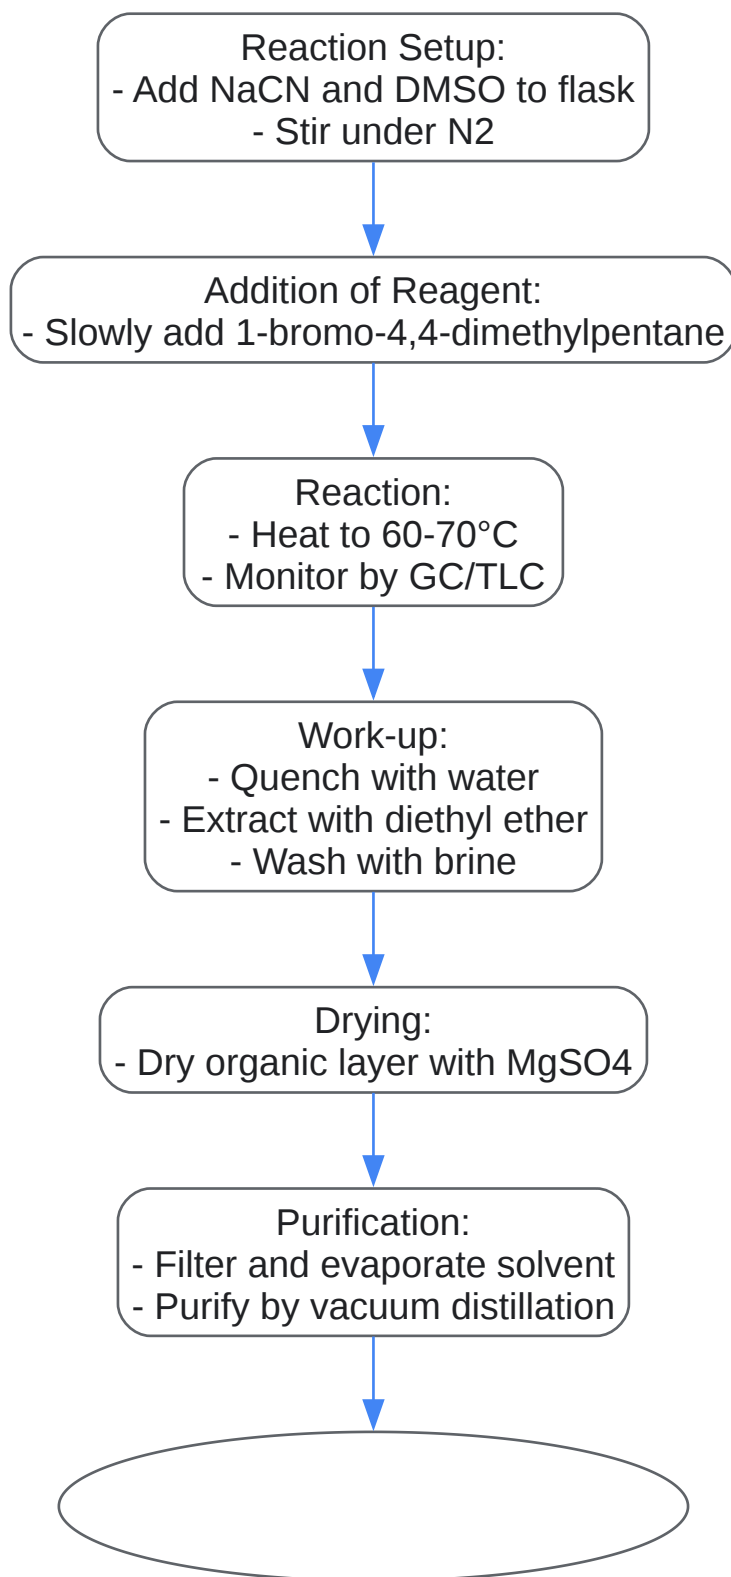 Reaction Setup:
- Add NaCN and DMSO to flask
- Stir under N2
Addition of Reagent:
- Slowly add 1-bromo-4,4-dimethylpentane
Reaction:
- Heat to 60-70°C
- Monitor by GC/TLC
Work-up:
- Quench with water
- Extract with diethyl ether
- Wash with brine
Drying:
- Dry organic layer with MgSO4
Purification:
- Filter and evaporate solvent
- Purify by vacuum distillation